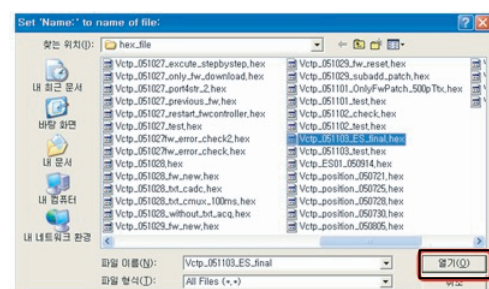 Set 'Name:' to name of file:
찾는 위치(I): hex_file
내 최근 문서
바탕 화면
내 문서
내 컴퓨터
내 네트워크 환경
Vctp_051027_excute_stepbystep.hex
Vctp_051027_only_fw_download.hex
Vctp_051027_port4str_2.hex
Vctp_051027_previous_fw.hex
Vctp_051027_restart_fwcontroller.hex
Vctp_051027_test.hex
Vctp_051027fw_error_check2.hex
Vctp_051027fw_error_check.hex
Vctp_051028.hex
Vctp_051028_fw_new.hex
Vctp_051028_txt_cadc.hex
Vctp_051028_txt_cmux_100ms.hex
Vctp_051028_without_txt_acq.hex
Vctp_051029_fw_new.hex
Vctp_051029_fw_reset.hex
Vctp_051029_subadd_patch.hex
Vctp_051101_OnlyFwPatch_500pTtx.hex
Vctp_051101_test.hex
Vctp_051102_check.hex
Vctp_051102_test.hex
Vctp_051103_ES_final.hex
Vctp_051103_test.hex
Vctp_ES01_050914.hex
Vctp_position_050721.hex
Vctp_position_050725.hex
Vctp_position_050728.hex
Vctp_position_050730.hex
Vctp_position_050805.hex
파일 이름(N): Vctp_051103_ES_final 열기(O)
파일 형식(T): All Files (*.*) 취소